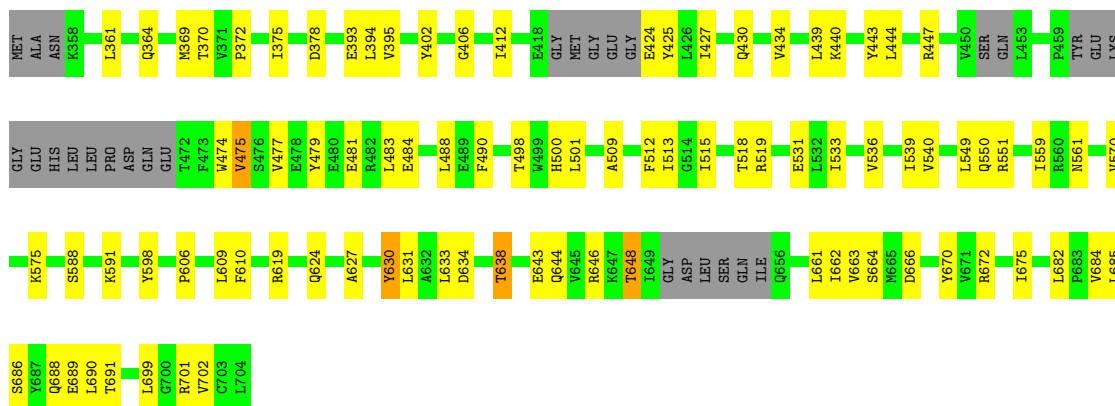 MET ALA ASN K358 L361 Q364 M369 T370 V371 P372 I375 D378 E393 L394 V395 Y402 G406 I412 E418 GLY MET GLY GLU GLY E424 Y425 L426 I427 Q430 V434 L439 K440 Y443 L444 R447 V450 SER GLN L453 P459 TYR GLU LYS
GLY GLU HIS LEU LEU PRO ASP GLN GLU T472 F473 W474 V475 S476 V477 E478 Y479 E480 E481 R482 L483 E484 L488 E489 F490 T498 W499 H500 L501 A509 F512 I513 G514 I515 T518 R519 E531 L532 I533 V536 I539 V540 L549 Q550 R551 I559 R560 N561 V570
K575 S588 K591 Y598 P606 L609 F610 R619 Q624 A627 Y630 L631 A632 L633 D634 T638 E643 Q644 V645 R646 K647 T648 I649 GLY ASP LEU SER GLN ILE Q656 L661 I662 V663 S664 M665 D666 Y670 V671 R672 I675 L682 P683 V684 L685
S686 Y687 Q688 E689 L690 T691 L699 G700 R701 V702 C703 L704